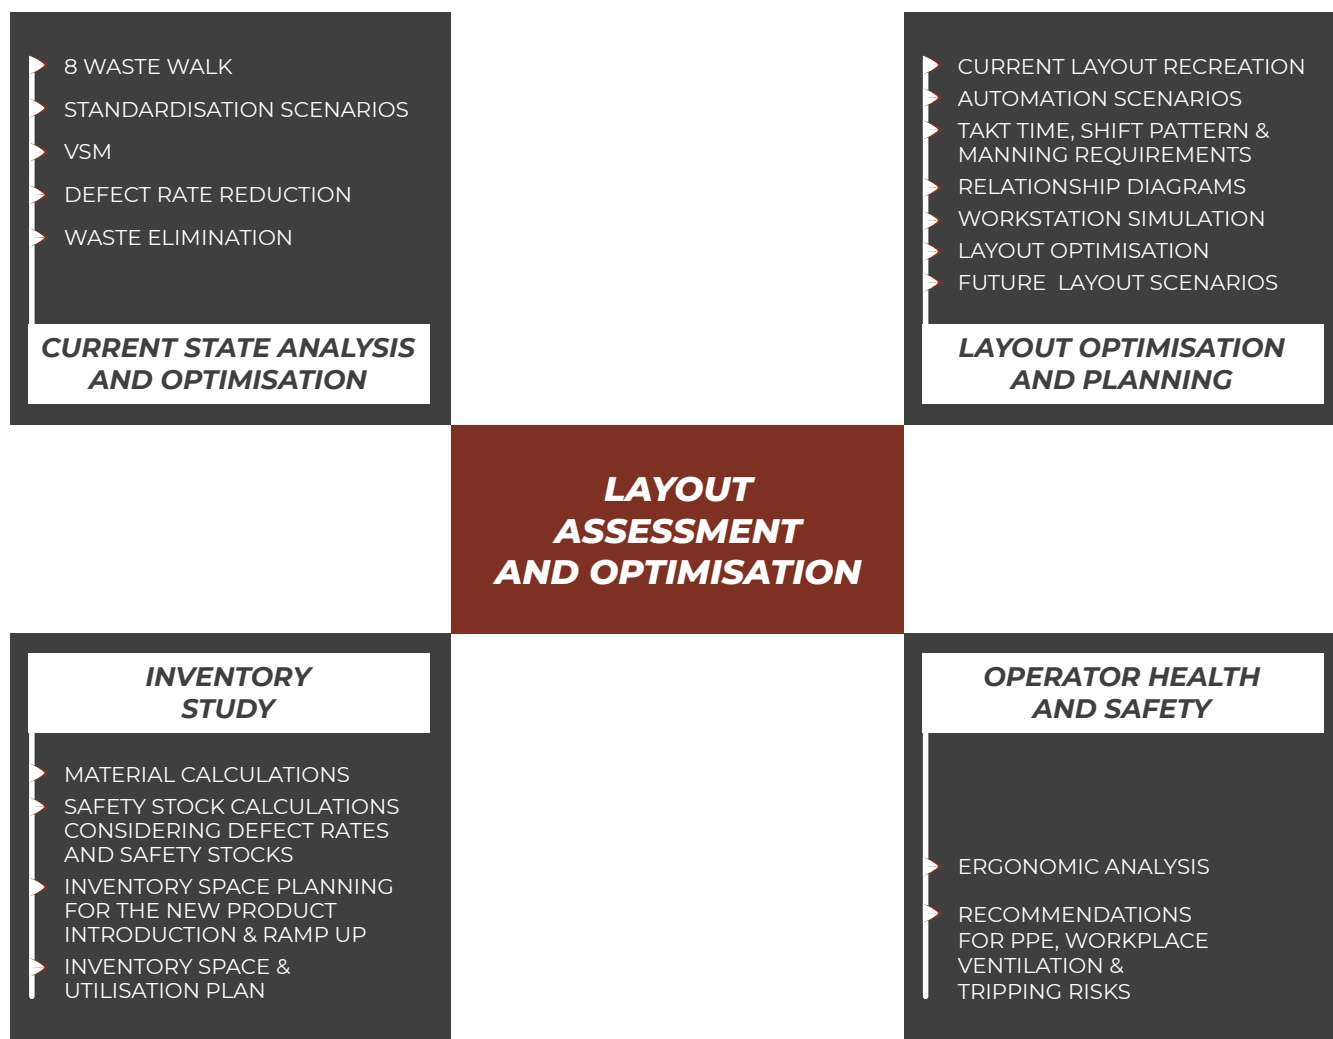 8 WASTE WALK
STANDARDISATION SCENARIOS
VSM
DEFECT RATE REDUCTION
WASTE ELIMINATION
CURRENT STATE ANALYSIS
AND OPTIMISATION
CURRENT LAYOUT RECREATION
AUTOMATION SCENARIOS
TAKT TIME, SHIFT PATTERN &
MANNING REQUIREMENTS
RELATIONSHIP DIAGRAMS
WORKSTATION SIMULATION
LAYOUT OPTIMISATION
FUTURE  LAYOUT SCENARIOS
LAYOUT OPTIMISATION
AND PLANNING
LAYOUT
ASSESSMENT
AND OPTIMISATION
INVENTORY
STUDY
MATERIAL CALCULATIONS
SAFETY STOCK CALCULATIONS
CONSIDERING DEFECT RATES
AND SAFETY STOCKS
INVENTORY SPACE PLANNING
FOR THE NEW PRODUCT
INTRODUCTION & RAMP UP
INVENTORY SPACE &
UTILISATION PLAN
OPERATOR HEALTH
AND SAFETY
ERGONOMIC ANALYSIS
RECOMMENDATIONS
FOR PPE, WORKPLACE
VENTILATION &
TRIPPING RISKS